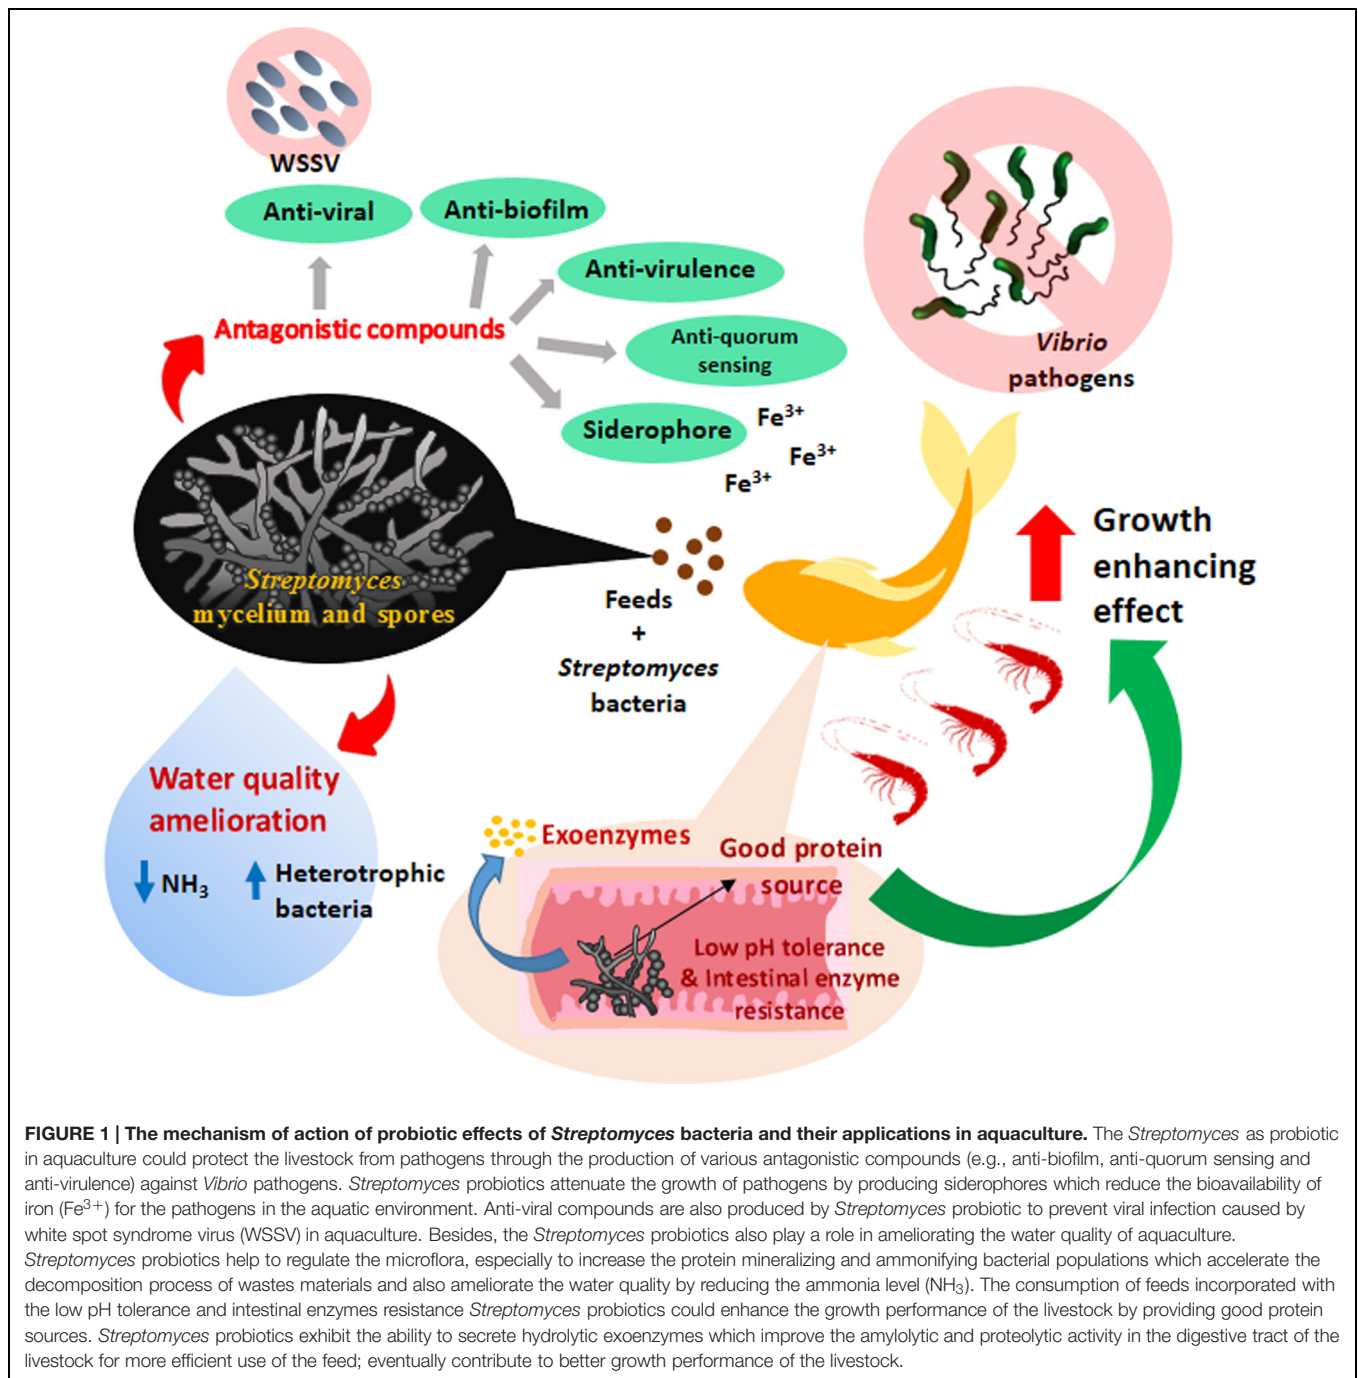 WSSV
Anti-viral
Anti-biofilm
Anti-virulence
Antagonistic compounds
Anti-quorum
sensing
Siderophore
Fe3+
Fe3+
Fe3+
Vibrio
pathogens
Streptomyces
mycelium and spores
Feeds
+
Streptomyces
bacteria
Growth
enhancing
effect
Water quality
amelioration
NH3
Heterotrophic
bacteria
Exoenzymes
Good protein
source
Low pH tolerance
& Intestinal enzyme
resistance
FIGURE 1 | The mechanism of action of probiotic effects of Streptomyces bacteria and their applications in aquaculture. The Streptomyces as probiotic
in aquaculture could protect the livestock from pathogens through the production of various antagonistic compounds (e.g., anti-biofilm, anti-quorum sensing and
anti-virulence) against Vibrio pathogens. Streptomyces probiotics attenuate the growth of pathogens by producing siderophores which reduce the bioavailability of
iron (Fe3+) for the pathogens in the aquatic environment. Anti-viral compounds are also produced by Streptomyces probiotic to prevent viral infection caused by
white spot syndrome virus (WSSV) in aquaculture. Besides, the Streptomyces probiotics also play a role in ameliorating the water quality of aquaculture.
Streptomyces probiotics help to regulate the microflora, especially to increase the protein mineralizing and ammonifying bacterial populations which accelerate the
decomposition process of wastes materials and also ameliorate the water quality by reducing the ammonia level (NH3). The consumption of feeds incorporated with
the low pH tolerance and intestinal enzymes resistance Streptomyces probiotics could enhance the growth performance of the livestock by providing good protein
sources. Streptomyces probiotics exhibit the ability to secrete hydrolytic exoenzymes which improve the amylolytic and proteolytic activity in the digestive tract of the
livestock for more efficient use of the feed; eventually contribute to better growth performance of the livestock.